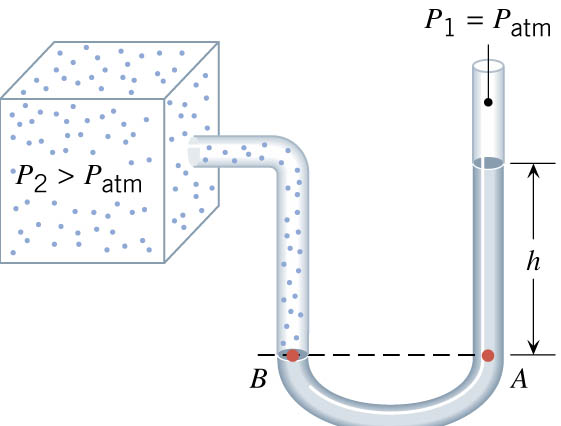 P₁ = Pₐₜₘ
P₂ > Pₐₜₘ
h
B
A